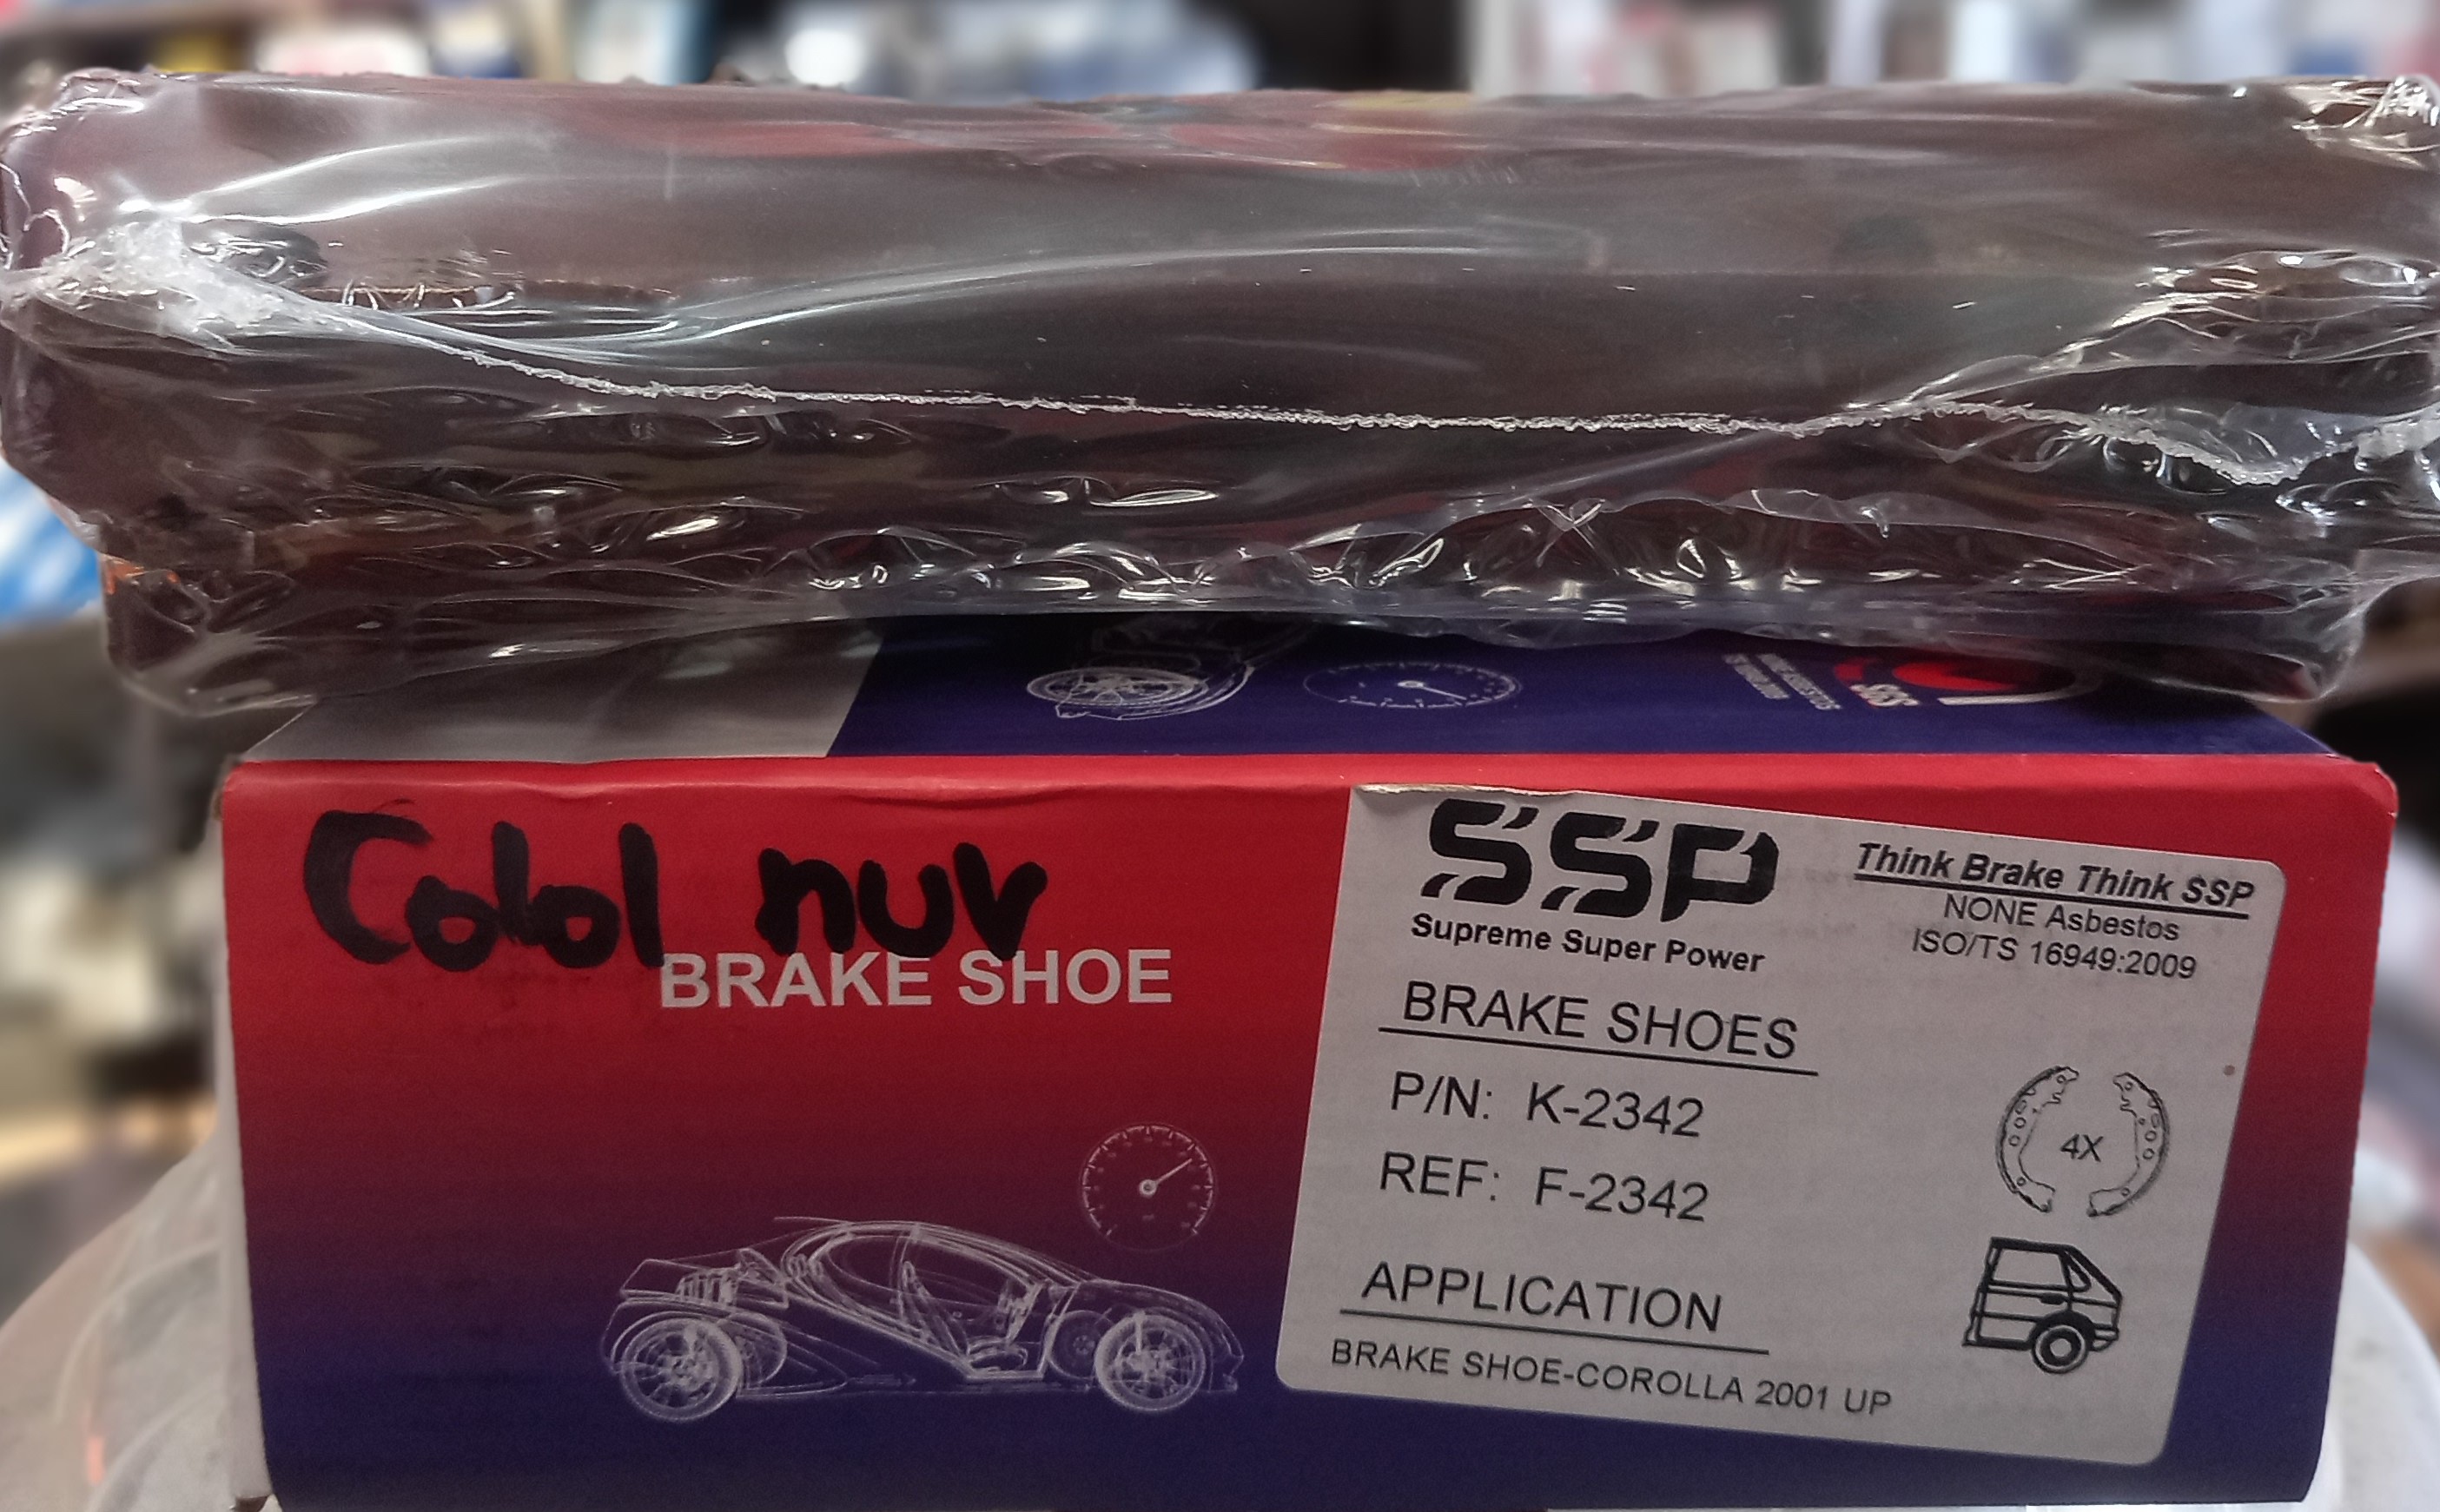 Colol nuv
BRAKE SHOE
SSP
Supreme Super Power
Think Brake Think SSP
NONE Asbestos
ISO/TS 16949:2009
BRAKE SHOES
P/N: K-2342
REF: F-2342
4X
APPLICATION
BRAKE SHOE-COROLLA 2001 UP
SGS